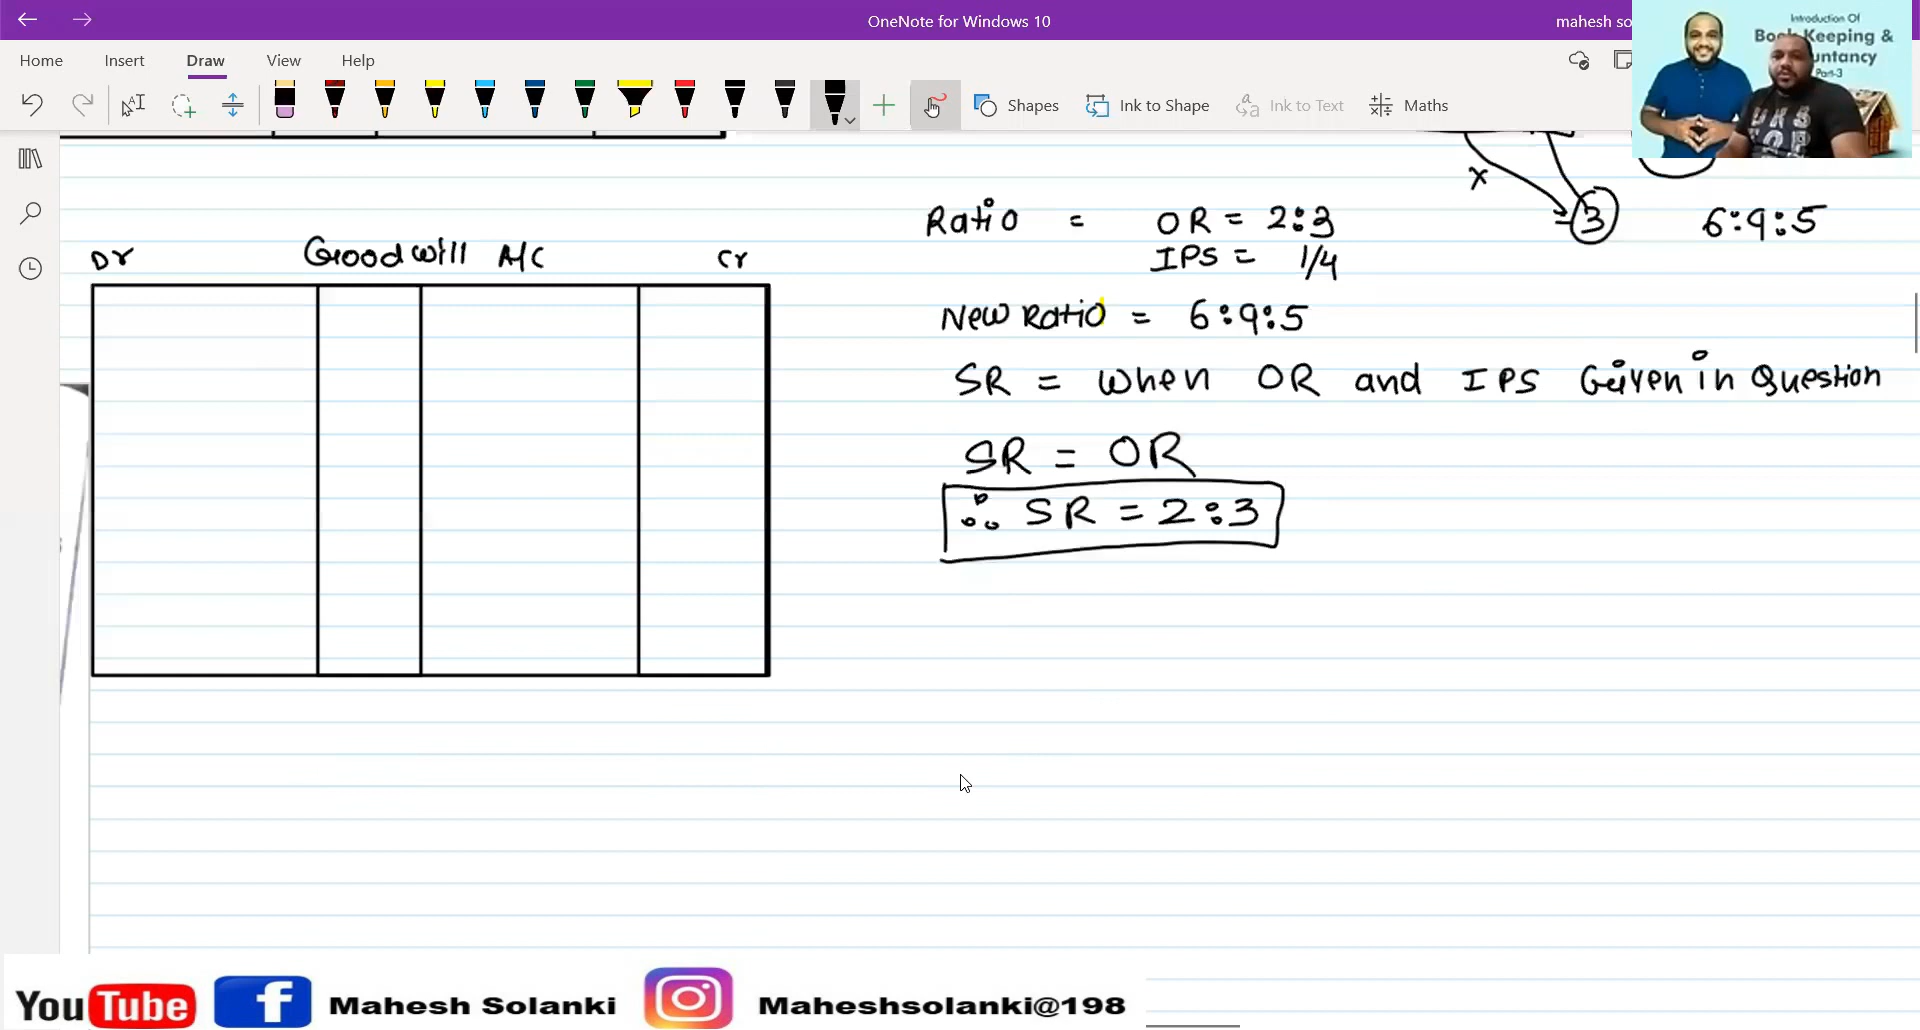 OneNote for Windows 10
mahesh so
Home Insert Draw View Help
Shapes Ink to Shape Ink to Text Maths
Introduction Of
Book Keeping &
untancy
Part-3
x
3 6:9:5
Ratio = OR = 2:3
IPS = 1/4
Dr Goodwill A/C Cr
New Ratio = 6:9:5
SR = when OR and IPS Given in Question
SR = OR
∴ SR = 2:3
YouTube f Mahesh Solanki Maheshsolanki@198